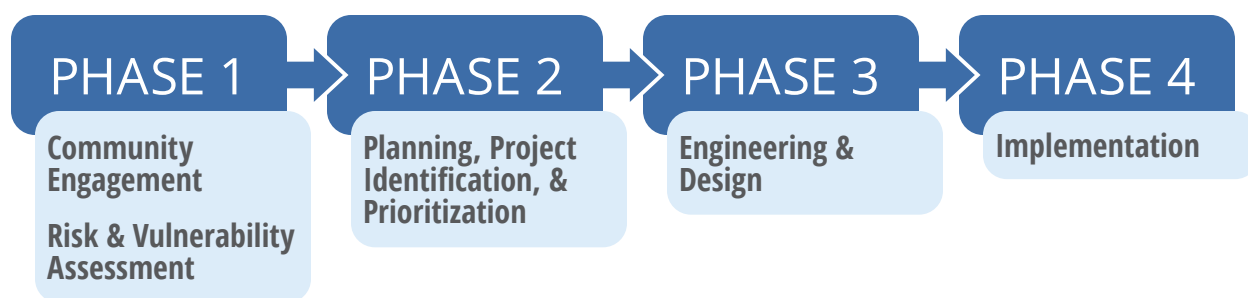 PHASE 1
Community
Engagement
Risk & Vulnerability
Assessment
PHASE 2
Planning, Project
Identification, &
Prioritization
PHASE 3
Engineering &
Design
PHASE 4
Implementation